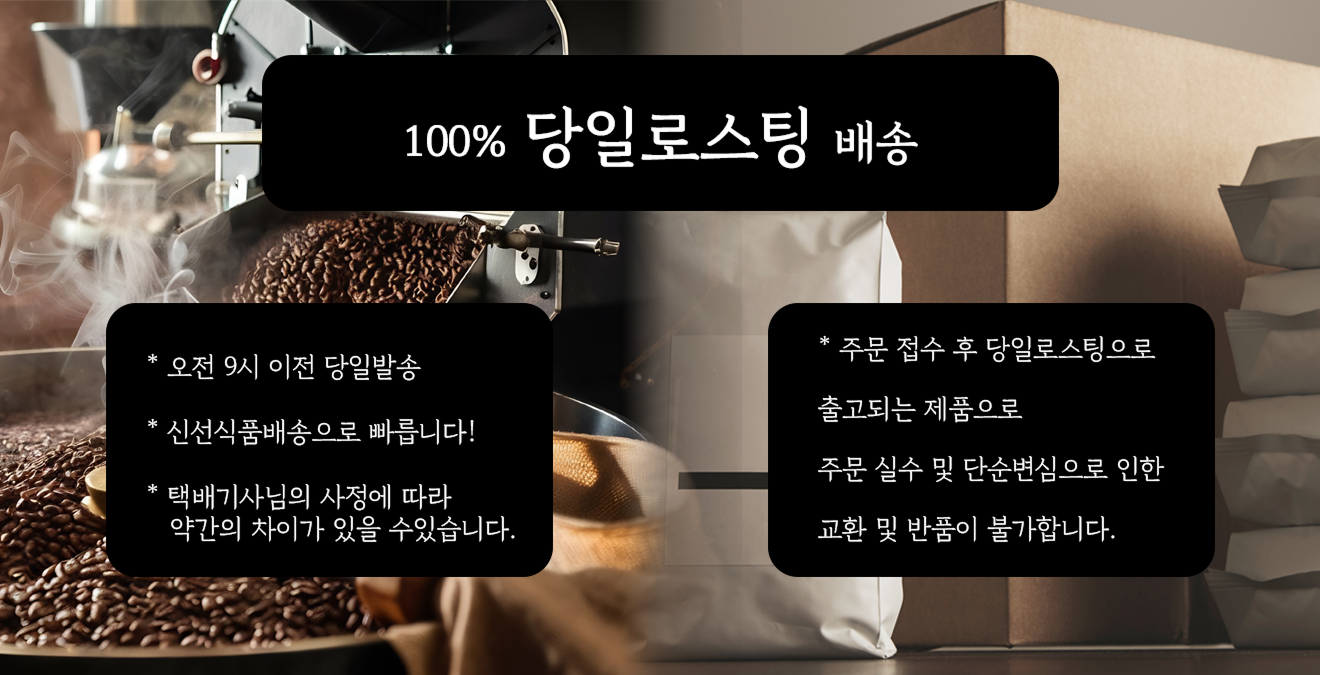 100% 당일로스팅 배송
* 오전 9시 이전 당일발송
* 신선식품배송으로 빠릅니다!
* 택배기사님의 사정에 따라
약간의 차이가 있을 수있습니다.
* 주문 접수 후 당일로스팅으로
출고되는 제품으로
주문 실수 및 단순변심으로 인한
교환 및 반품이 불가합니다.